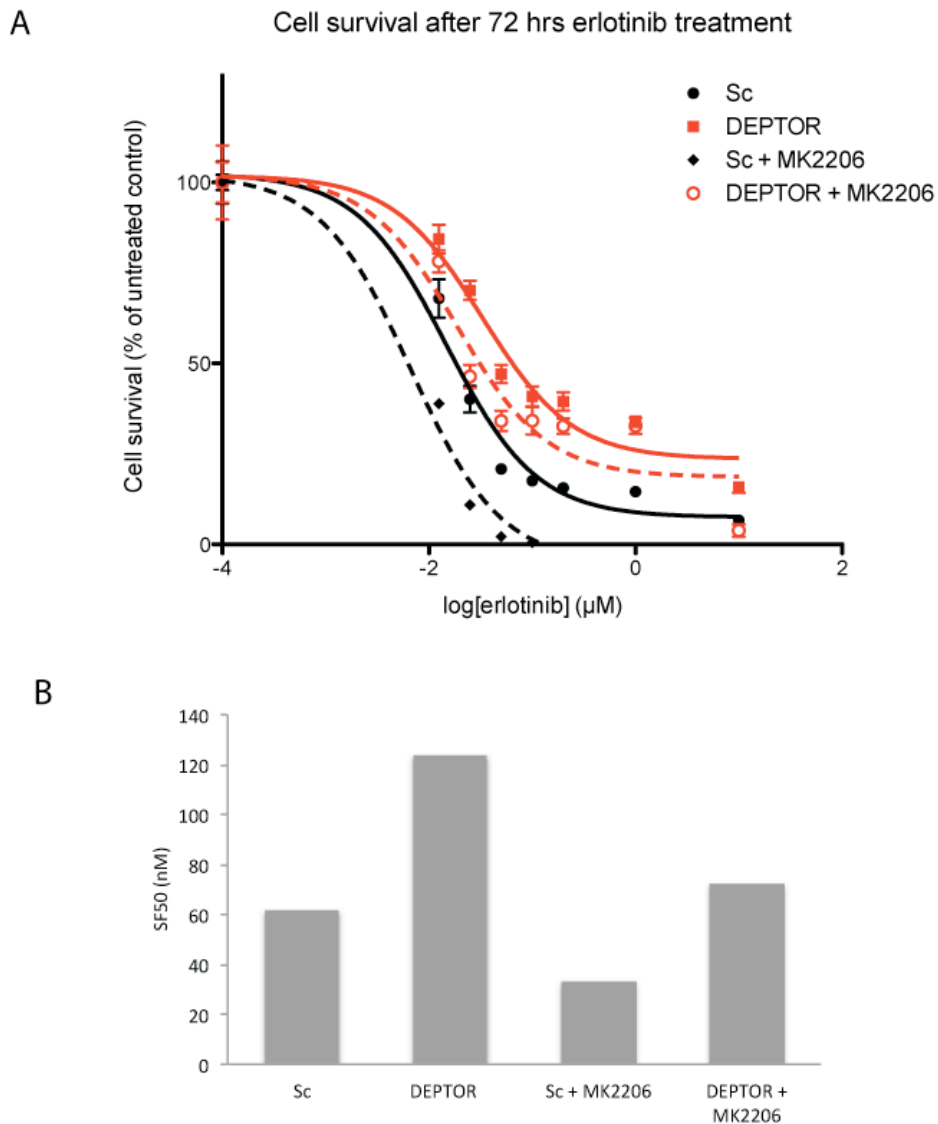 A
Cell survival after 72 hrs erlotinib treatment
Sc
DEPTOR
Sc + MK2206
DEPTOR + MK2206
Cell survival (% of untreated control)
100
50
0
-4
-2
0
2
log[erlotinib] (µM)
B
SF50 (nM)
140
120
100
80
60
40
20
0
Sc
DEPTOR
Sc + MK2206
DEPTOR +
MK2206